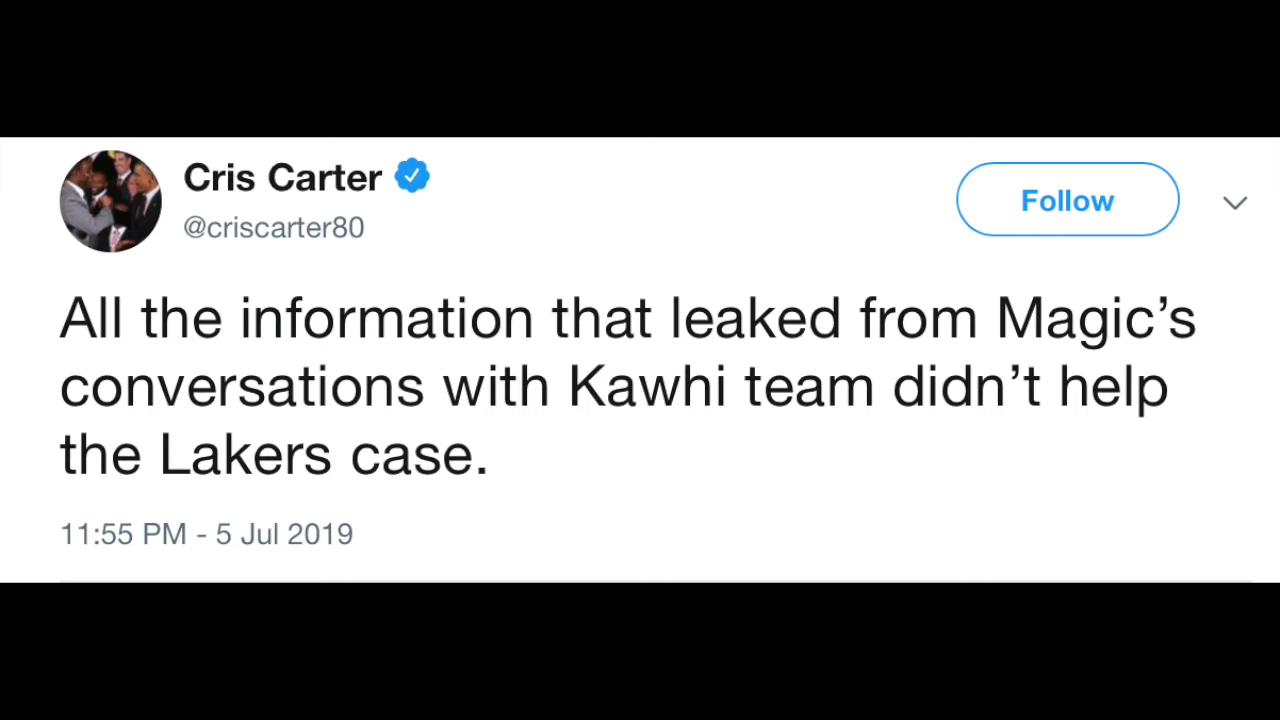 Cris Carter
@criscarter80
Follow
All the information that leaked from Magic’s
conversations with Kawhi team didn’t help
the Lakers case.
11:55 PM - 5 Jul 2019